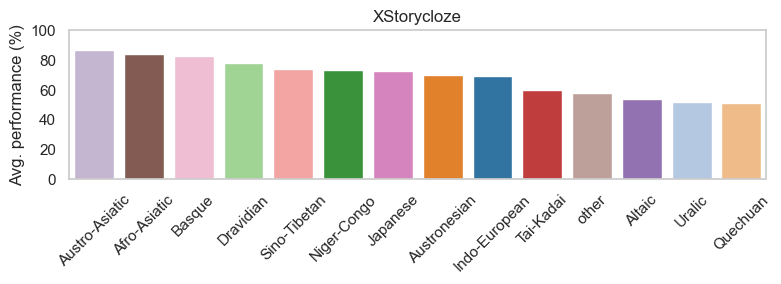 XStorycloze
Avg. performance (%)
100
80
60
40
20
0
Austro-Asiatic
Afro-Asiatic
Basque
Dravidian
Sino-Tibetan
Niger-Congo
Japanese
Austronesian
Indo-European
Tai-Kadai
other
Altaic
Uralic
Quechuan